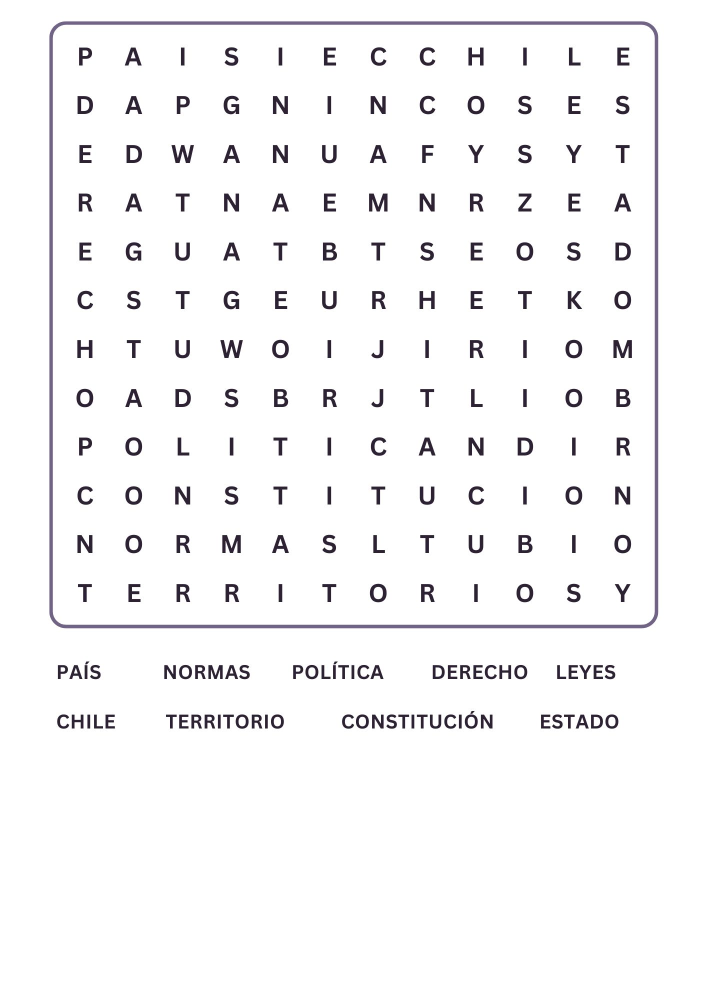 P A I S I E C C H I L E
D A P G N I N C O S E S
E D W A N U A F Y S Y T
R A T N A E M N R Z E A
E G U A T B T S E O S D
C S T G E U R H E T K O
H T U W O I J I R I O M
O A D S B R J T L I O B
P O L I T I C A N D I R
C O N S T I T U C I O N
N O R M A S L T U B I O
T E R R I T O R I O S Y
PAÍS NORMAS POLÍTICA DERECHO LEYES
CHILE TERRITORIO CONSTITUCIÓN ESTADO